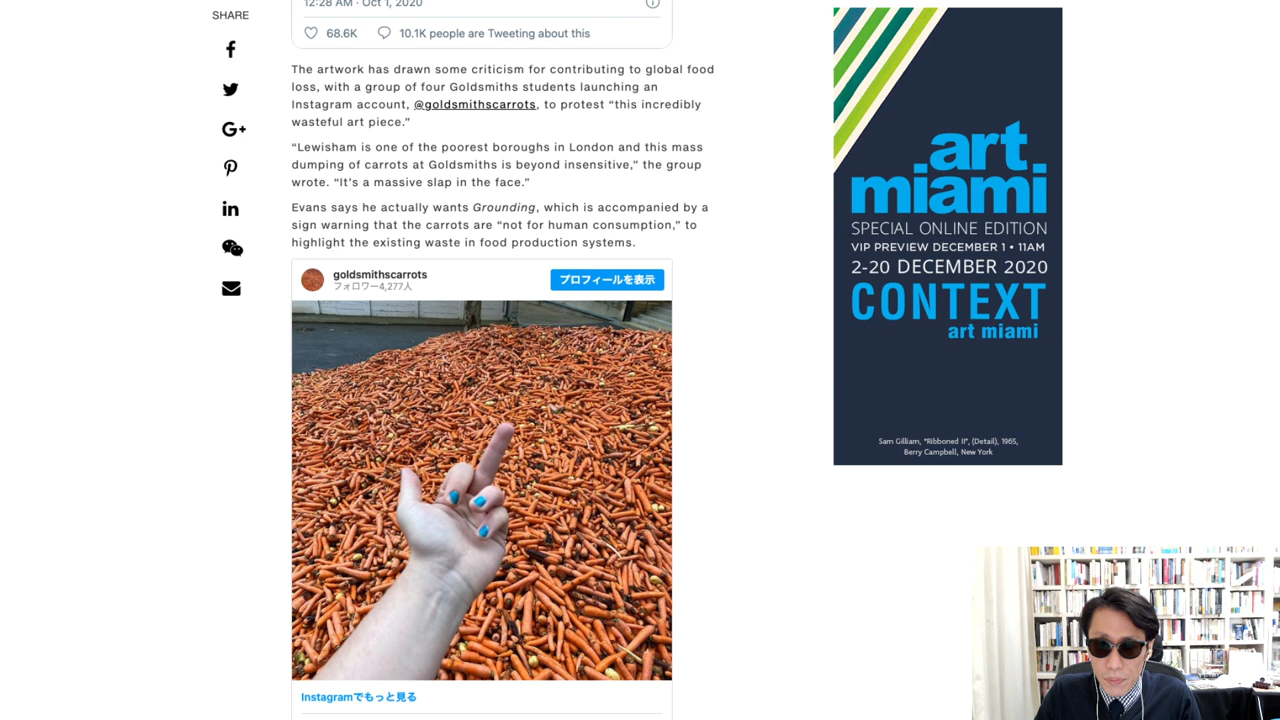 SHARE
12:28 AM · Oct 1, 2020
68.6K
10.1K people are Tweeting about this
The artwork has drawn some criticism for contributing to global food
loss, with a group of four Goldsmiths students launching an
Instagram account, @goldsmithscarrots, to protest “this incredibly
wasteful art piece.”
“Lewisham is one of the poorest boroughs in London and this mass
dumping of carrots at Goldsmiths is beyond insensitive,” the group
wrote. “It's a massive slap in the face.”
Evans says he actually wants Grounding, which is accompanied by a
sign warning that the carrots are “not for human consumption,” to
highlight the existing waste in food production systems.
goldsmithscarrots
フォロワー4,277人
プロフィールを表示
Instagramでもっと見る
art
miami
SPECIAL ONLINE EDITION
VIP PREVIEW DECEMBER 1 • 11AM
2-20 DECEMBER 2020
CONTEXT
art miami
Sam Gilliam, "Ribboned II", (Detail), 1965,
Berry Campbell, New York